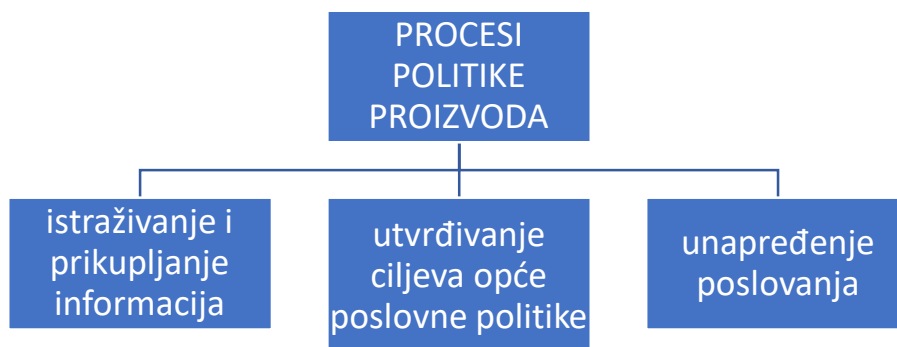 PROCESI
POLITIKE
PROIZVODA
istraživanje i
prikupljanje
informacija
utvrđivanje
ciljeva opće
poslovne politike
unapređenje
poslovanja